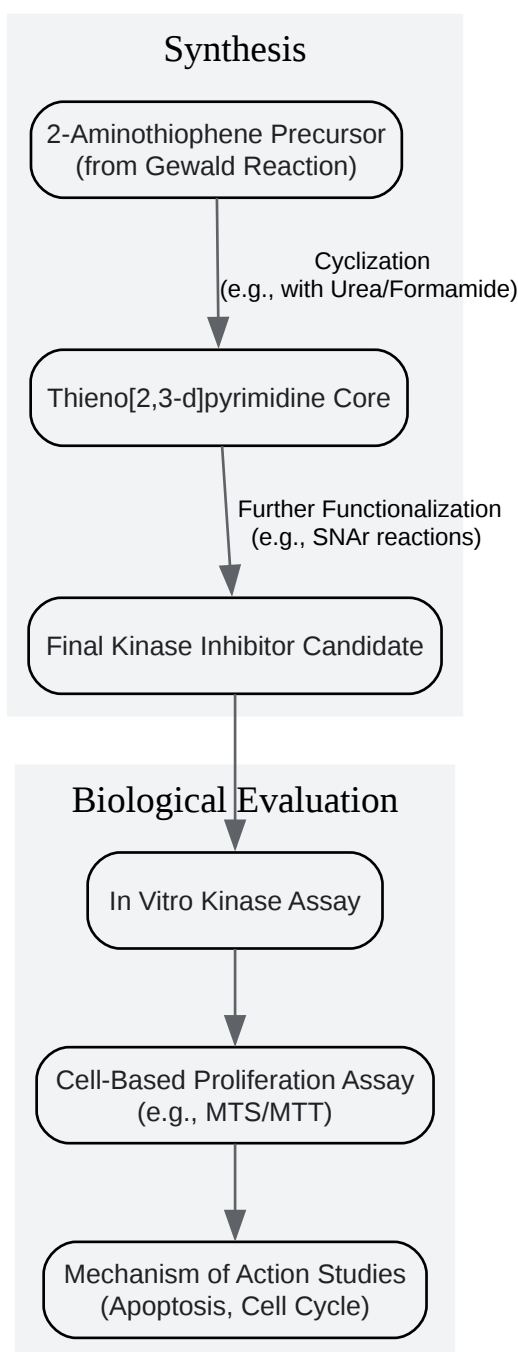 Synthesis
2-Aminothiophene Precursor
(from Gewald Reaction)
Cyclization
(e.g., with Urea/Formamide)
Thieno[2,3-d]pyrimidine Core
Further Functionalization
(e.g., SNAr reactions)
Final Kinase Inhibitor Candidate
Biological Evaluation
In Vitro Kinase Assay
Cell-Based Proliferation Assay
(e.g., MTS/MTT)
Mechanism of Action Studies
(Apoptosis, Cell Cycle)